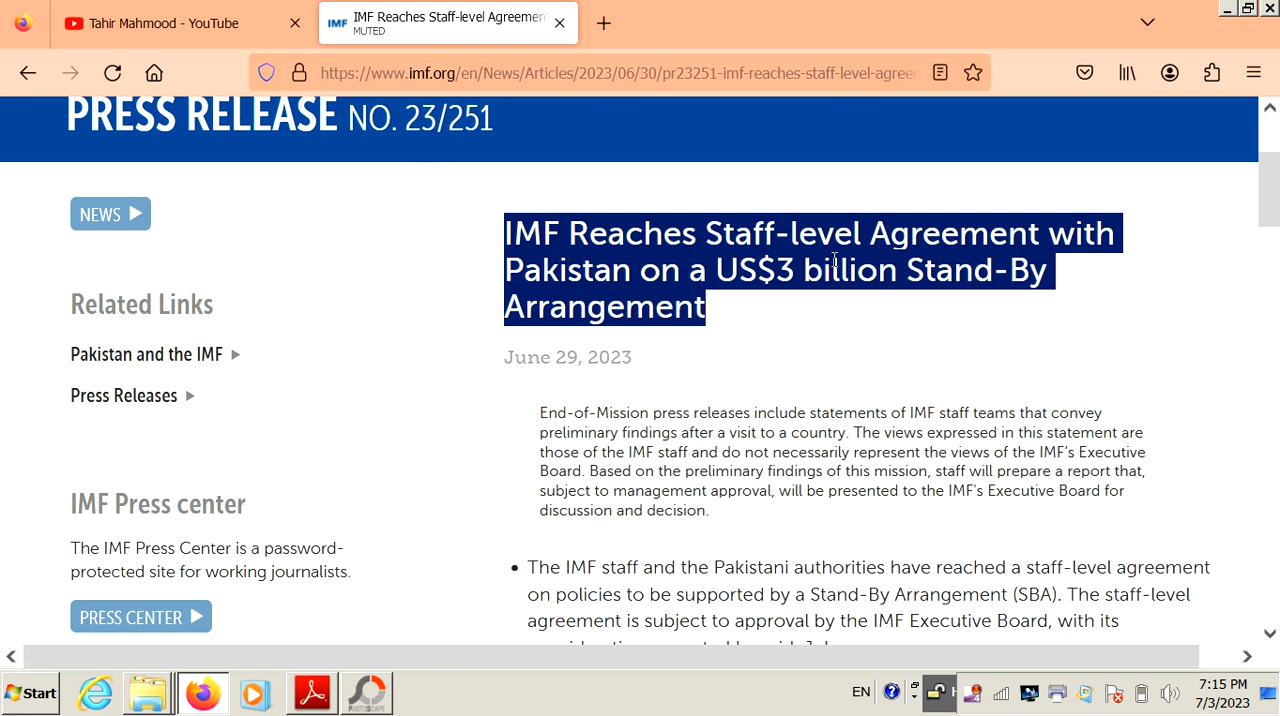 Tahir Mahmood - YouTube
IMF IMF Reaches Staff-level Agreement
MUTED
https://www.imf.org/en/News/Articles/2023/06/30/pr23251-imf-reaches-staff-level-agreem
PRESS RELEASE NO. 23/251
NEWS
Related Links
Pakistan and the IMF
Press Releases
IMF Press center
The IMF Press Center is a password-
protected site for working journalists.
PRESS CENTER
IMF Reaches Staff-level Agreement with
Pakistan on a US$3 billion Stand-By
Arrangement
June 29, 2023
End-of-Mission press releases include statements of IMF staff teams that convey
preliminary findings after a visit to a country. The views expressed in this statement are
those of the IMF staff and do not necessarily represent the views of the IMF’s Executive
Board. Based on the preliminary findings of this mission, staff will prepare a report that,
subject to management approval, will be presented to the IMF's Executive Board for
discussion and decision.
• The IMF staff and the Pakistani authorities have reached a staff-level agreement
on policies to be supported by a Stand-By Arrangement (SBA). The staff-level
agreement is subject to approval by the IMF Executive Board, with its
Start
PHOTOSCAPE
EN
7:15 PM
7/3/2023